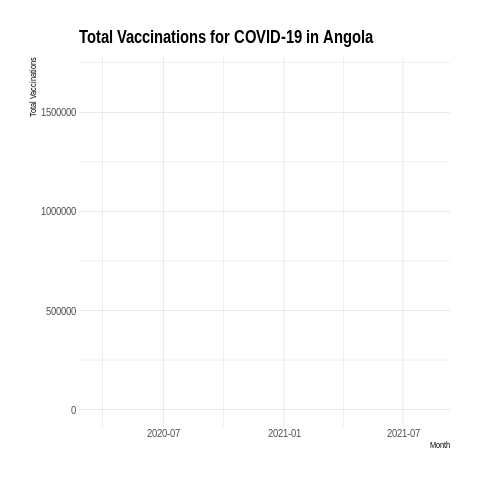 Total Vaccinations for COVID-19 in Angola
Total Vaccinations
1500000
1000000
500000
0
2020-07 2021-01 2021-07
Month